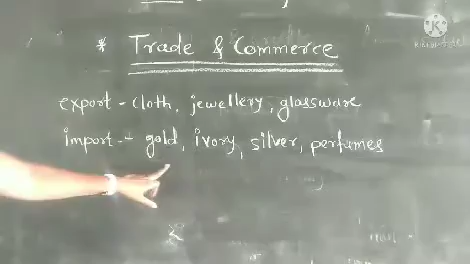 * Trade & Commerce
export - cloth, jewellery, glassware
import - gold, ivory, silver, perfumes